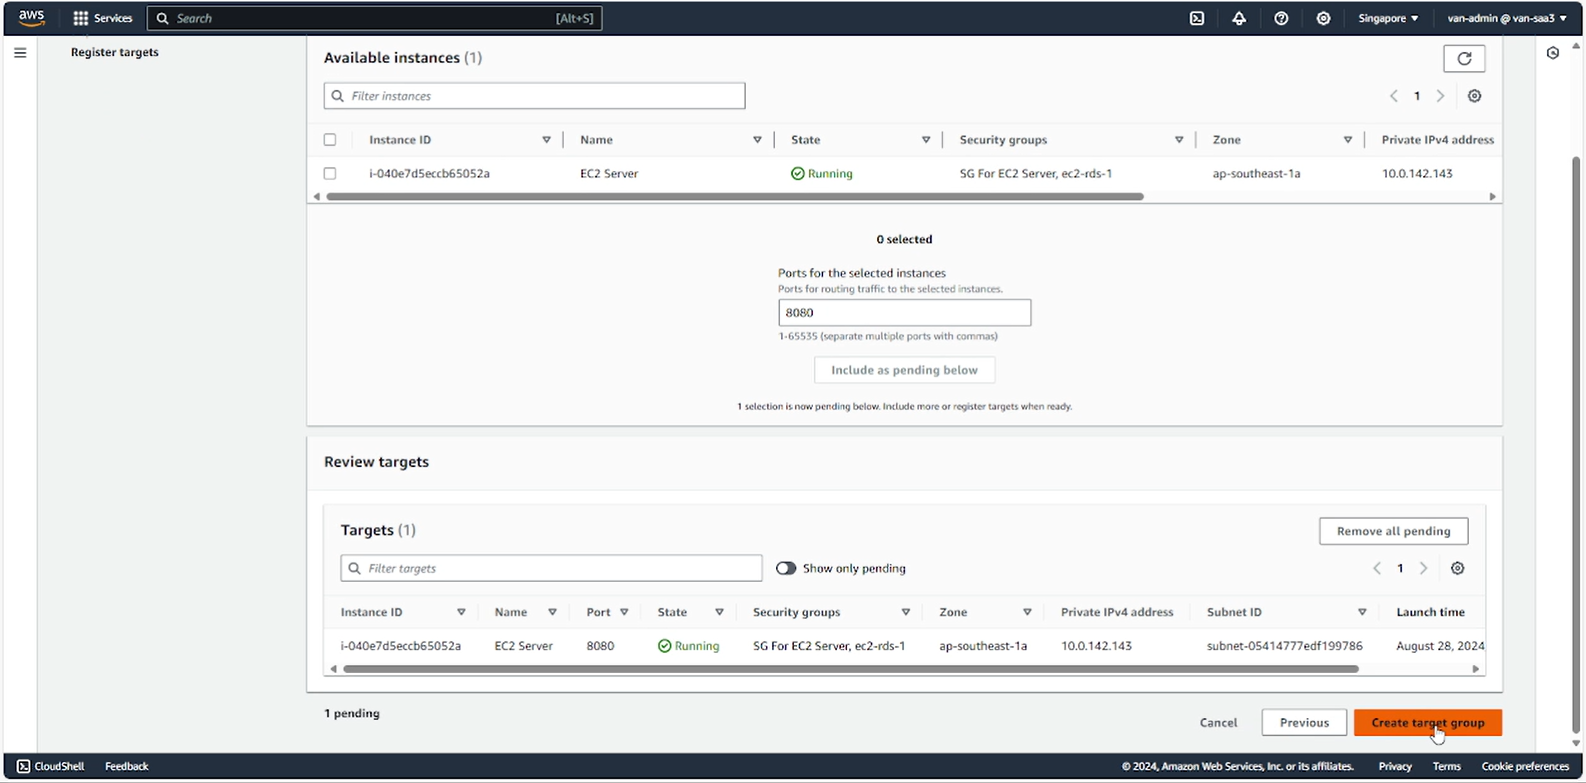 aws Services Search [Alt+S] Singapore van-admin @ van-saa3
Register targets
Available instances (1)
Filter instances
1
Instance ID Name State Security groups Zone Private IPv4 address
i-040e7d5eccb65052a EC2 Server Running SG For EC2 Server, ec2-rds-1 ap-southeast-1a 10.0.142.143
0 selected
Ports for the selected instances
Ports for routing traffic to the selected instances.
8080
1-65535 (separate multiple ports with commas)
Include as pending below
1 selection is now pending below. Include more or register targets when ready.
Review targets
Targets (1) Remove all pending
Filter targets Show only pending 1
Instance ID Name Port State Security groups Zone Private IPv4 address Subnet ID Launch time
i-040e7d5eccb65052a EC2 Server 8080 Running SG For EC2 Server, ec2-rds-1 ap-southeast-1a 10.0.142.143 subnet-05414777edf199786 August 28, 2024
1 pending
Cancel Previous Create target group
CloudShell Feedback © 2024, Amazon Web Services, Inc. or its affiliates. Privacy Terms Cookie preferences